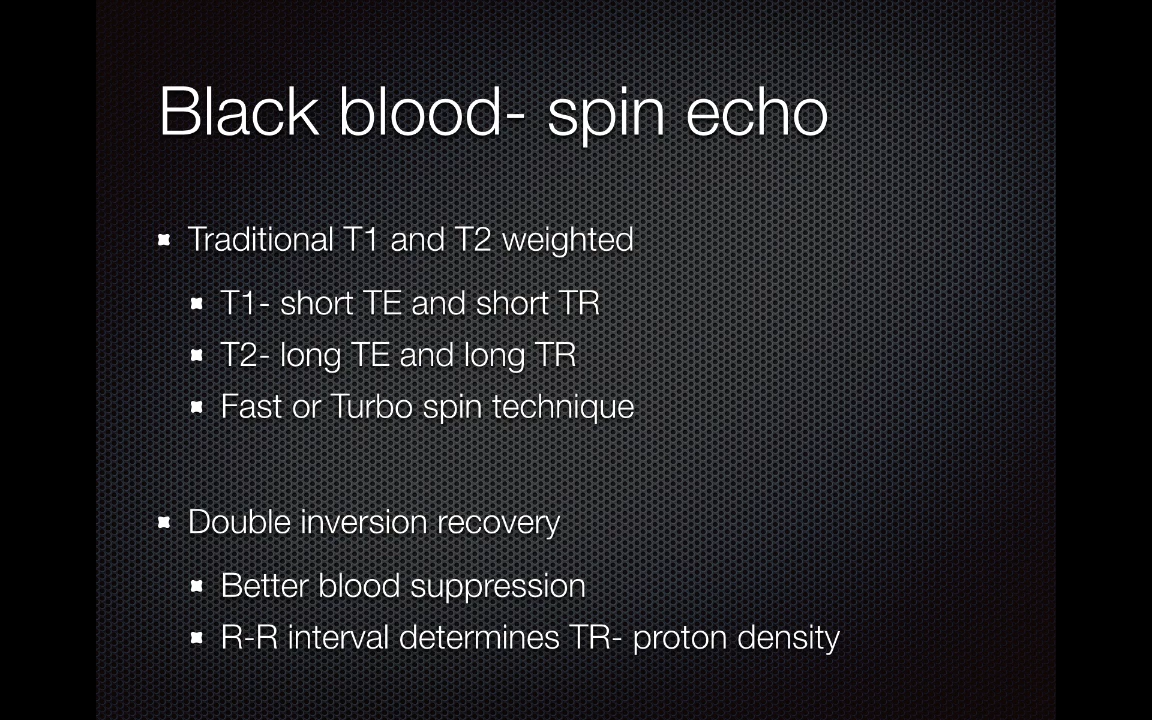 Black blood- spin echo
Traditional T1 and T2 weighted
T1- short TE and short TR
T2- long TE and long TR
Fast or Turbo spin technique
Double inversion recovery
Better blood suppression
R-R interval determines TR- proton density